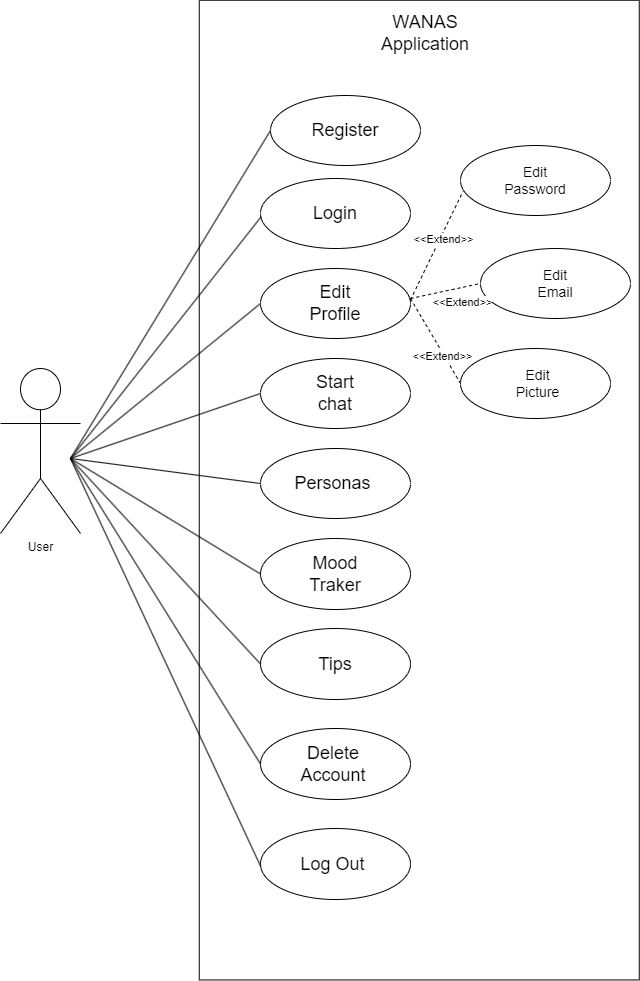 WANAS
Application
Register
Edit
Password
Login
<<Extend>>
Edit
Profile
Edit
Email
<<Extend>>
<<Extend>>
Start
chat
Edit
Picture
Personas
User
Mood
Traker
Tips
Delete
Account
Log Out